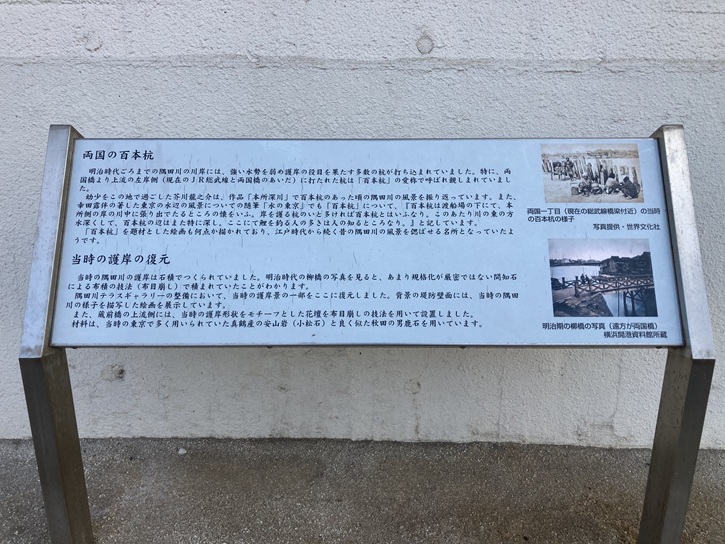 両国の百本杭
明治時代ごろまでの隅田川の川岸には、強い水勢を弱め護岸の役目を果たす多数の杭が打ち込まれていました。特に、両
国橋より上流の左岸側(現在のJR総武線と両国橋のあいだ)に打たれた杭は「百本杭」の愛称で呼ばれ親しまれていまし
た。
幼少をこの地で過ごした芥川龍之介は、作品「本所深川」で百本杭のあった頃の隅田川の風景を振り返っています。また、
幸田露伴の著した東京の水辺の風景についての随筆「水の東京」でも「百本杭」について、『百本杭は渡船場の下にて、本
所側の岸の川中に張り出でたるところの懐をいふ。岸を護る杭のいと多ければ百本杭とはいふなり。このあたり川の東の方
水深くして、百本杭の辺はまた特に深し。ここにて鯉を釣る人の多きは人の知るところなり。』と記しています。
「百本杭」を題材とした絵画も何点か描かれており、江戸時代から続く昔の隅田川の風景を偲ばせる名所となっていたよ
うです。
当時の護岸の復元
当時の隅田川の護岸は石積でつくられていました。明治時代の柳橋の写真を見ると、あまり規格化が厳密ではない間知石
による布積の技法(布目崩し)で積まれていたことがわかります。
隅田川テラスギャラリーの整備において、当時の護岸景の一部をここに復元しました。背景の堤防壁面には、当時の隅田
川の様子を描写した絵画を展示しています。
また、蔵前橋の上流側には、当時の護岸形状をモチーフとした花壇を布目崩しの技法を用いて設置しました。
材料は、当時の東京で多く用いられていた真鶴産の安山岩(小松石)と良く似た秋田の男鹿石を用いています。
両国一丁目(現在の総武線橋梁付近)の当時
の百本杭の様子
写真提供・世界文化社
明治期の柳橋の写真(遠方が両国橋)
横浜開港資料館所蔵